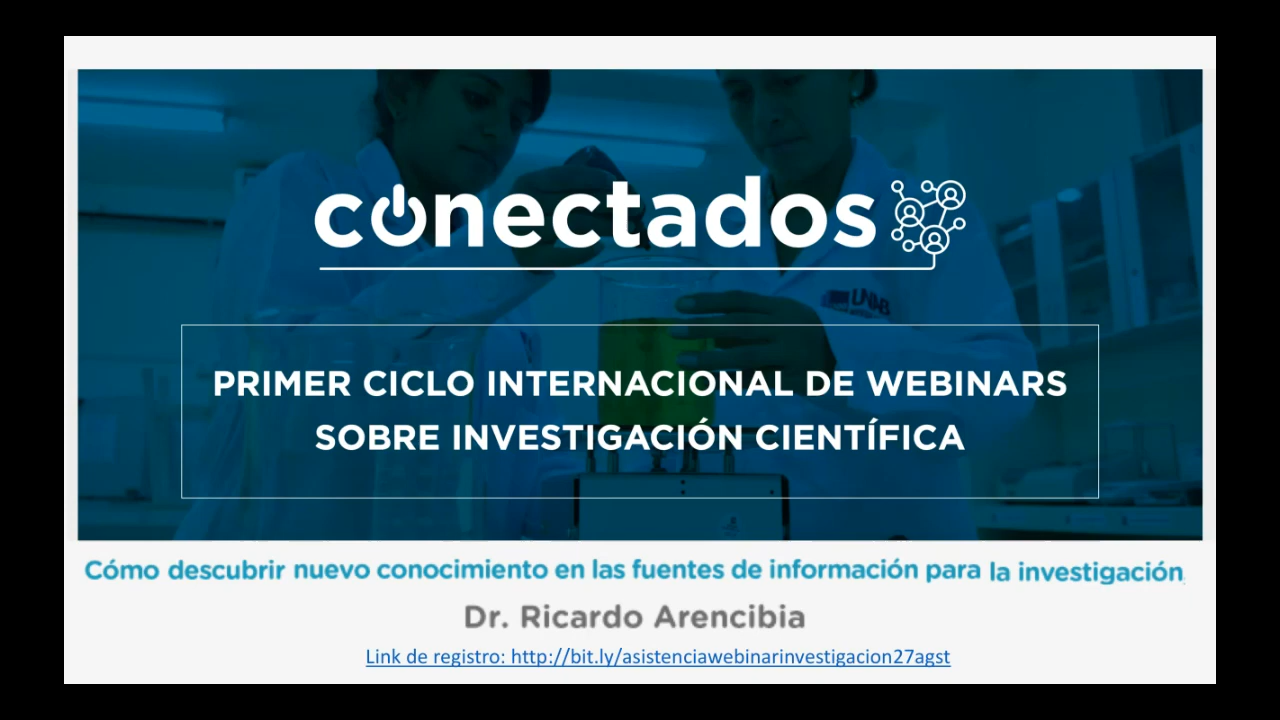 conectados
UNAB
PRIMER CICLO INTERNACIONAL DE WEBINARS
SOBRE INVESTIGACIÓN CIENTÍFICA
Cómo descubrir nuevo conocimiento en las fuentes de información para la investigación
Dr. Ricardo Arencibia
Link de registro: http://bit.ly/asistenciawebinarinvestigacion27agst